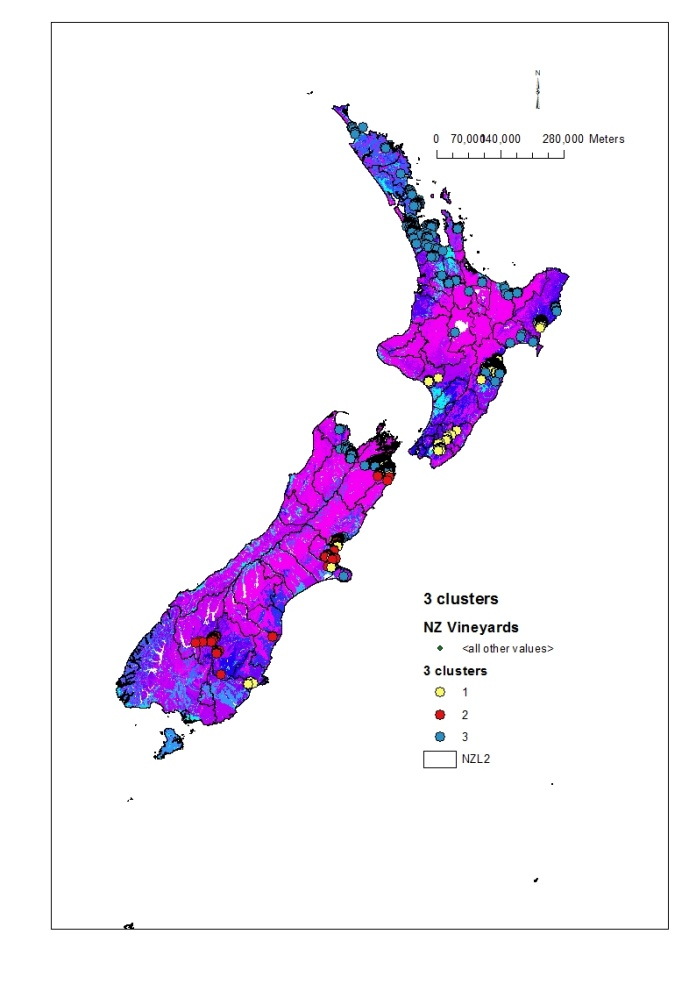 N
0 70,000140,000 280,000 Meters
3 clusters
NZ Vineyards
<all other values>
3 clusters
1
2
3
NZL2